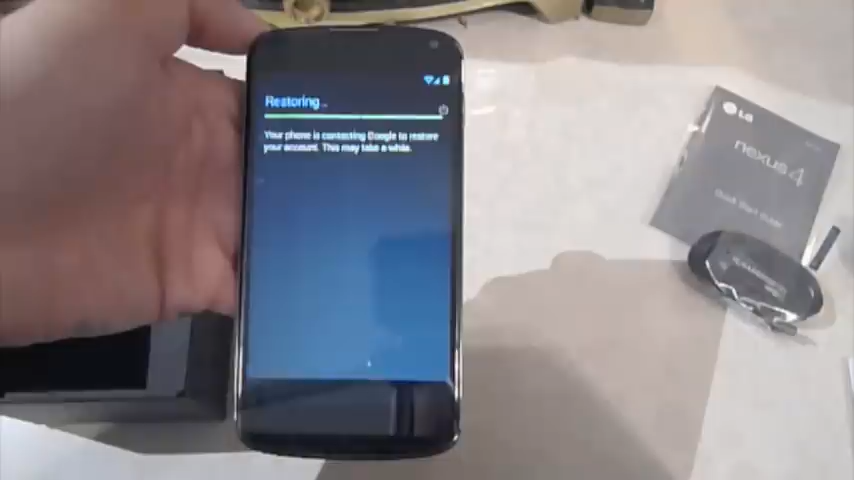 Restoring...
Your phone is contacting Google to restore
your account. This may take a while.
LG
nexus 4
Quick Start Guide